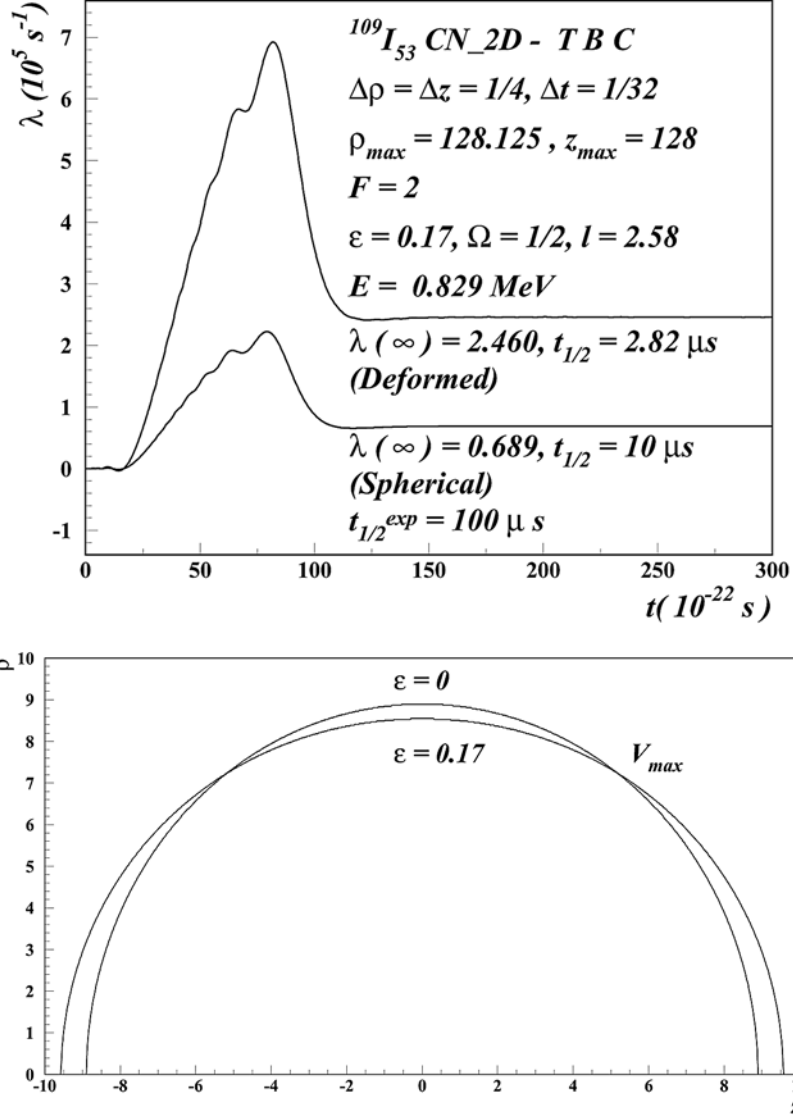 λ (10⁵ s⁻¹)
7
6
5
4
3
2
1
0
-1
¹⁰⁹I₅₃ CN_2D - T B C
Δρ = Δz = 1/4, Δt = 1/32
ρmax = 128.125 , zmax = 128
F = 2
ε = 0.17, Ω = 1/2, l = 2.58
E = 0.829 MeV
λ ( ∞ ) = 2.460, t1/2 = 2.82 μs
(Deformed)
λ ( ∞ ) = 0.689, t1/2 = 10 μs
(Spherical)
t1/2^exp = 100 μ s
0 50 100 150 200 250 300
t( 10⁻²² s )
10
9
8
7
6
5
4
3
2
1
0
ε = 0
ε = 0.17
Vmax
-10 -8 -6 -4 -2 0 2 4 6 8